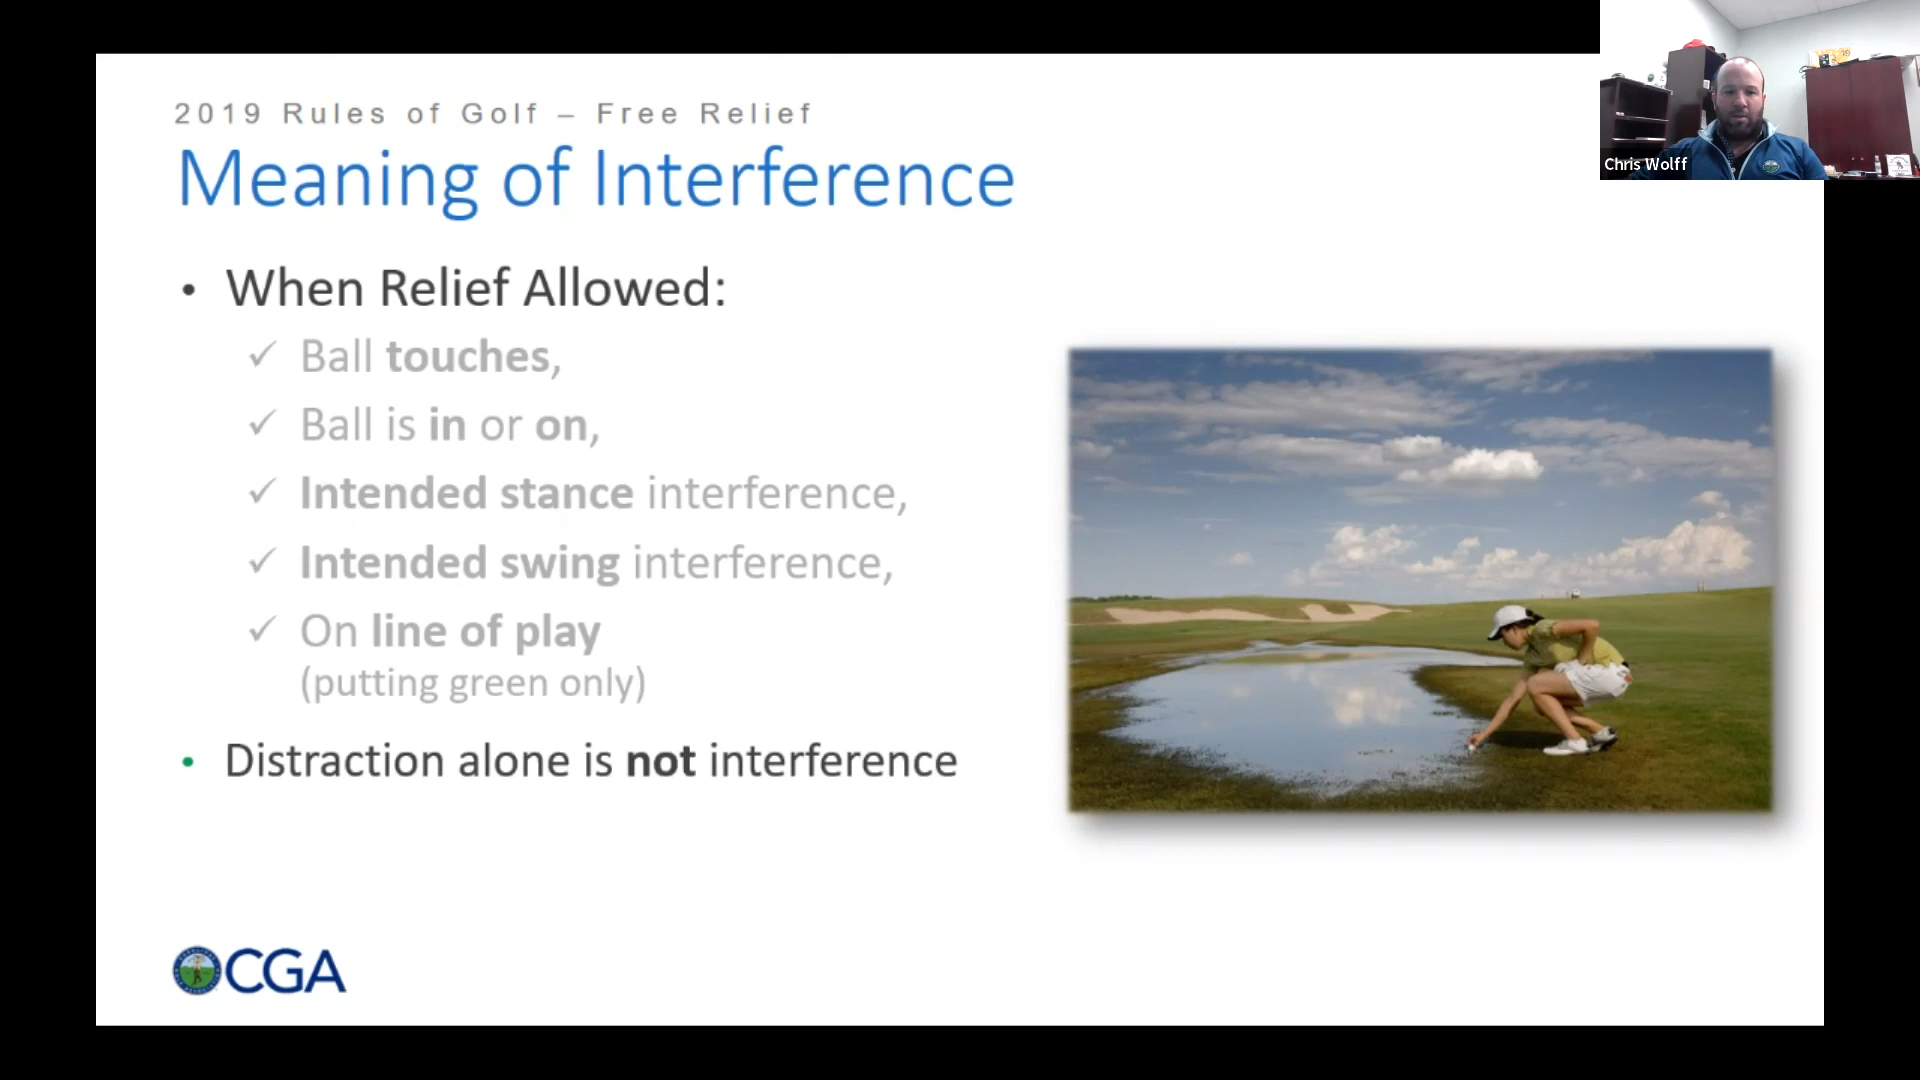 2019 Rules of Golf – Free Relief
Meaning of Interference
• When Relief Allowed:
✓ Ball touches,
✓ Ball is in or on,
✓ Intended stance interference,
✓ Intended swing interference,
✓ On line of play
(putting green only)
• Distraction alone is not interference
CGA
Chris Wolff